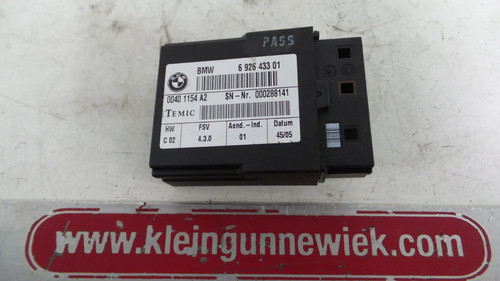 PASS
BMW 6 926 433 01
0040 1154 A2 SN-Nr. 000288141
TEMIC
HW FSV Aend.-Ind. Datum
C 02 4.3.0 01 45/05
www.kleingunnewiek.com